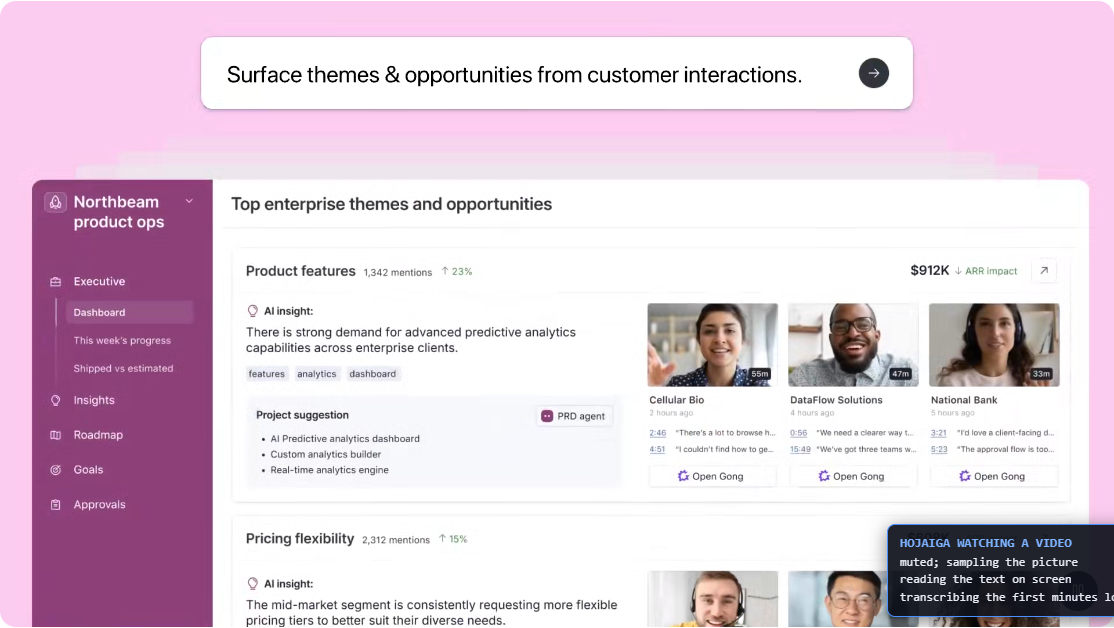 Surface themes & opportunities from customer interactions.
Northbeam
product ops
Executive
Dashboard
This week's progress
Shipped vs estimated
Insights
Roadmap
Goals
Approvals
Top enterprise themes and opportunities
Product features 1,342 mentions ↑ 23%
$912K ↓ ARR impact
AI insight:
There is strong demand for advanced predictive analytics
capabilities across enterprise clients.
features analytics dashboard
Project suggestion
PRD agent
• AI Predictive analytics dashboard
• Custom analytics builder
• Real-time analytics engine
55m
Cellular Bio
2 hours ago
2:46 "There's a lot to browse h...
4:51 "I couldn't find how to ge...
Open Gong
47m
DataFlow Solutions
4 hours ago
0:56 "We need a clearer way t...
15:49 "We've got three teams w...
Open Gong
33m
National Bank
5 hours ago
3:21 "I'd love a client-facing d...
5:23 "The approval flow is too...
Open Gong
Pricing flexibility 2,312 mentions ↑ 15%
AI insight:
The mid-market segment is consistently requesting more flexible
pricing tiers to better suit their diverse needs.
HOJAIGA WATCHING A VIDEO
muted; sampling the picture
reading the text on screen
transcribing the first minutes